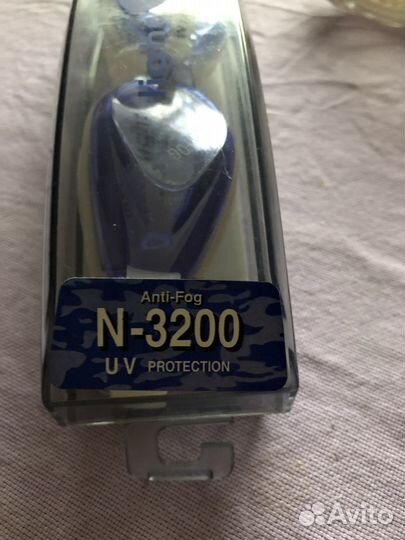 Anti-Fog
N-3200
UV PROTECTION
Avito